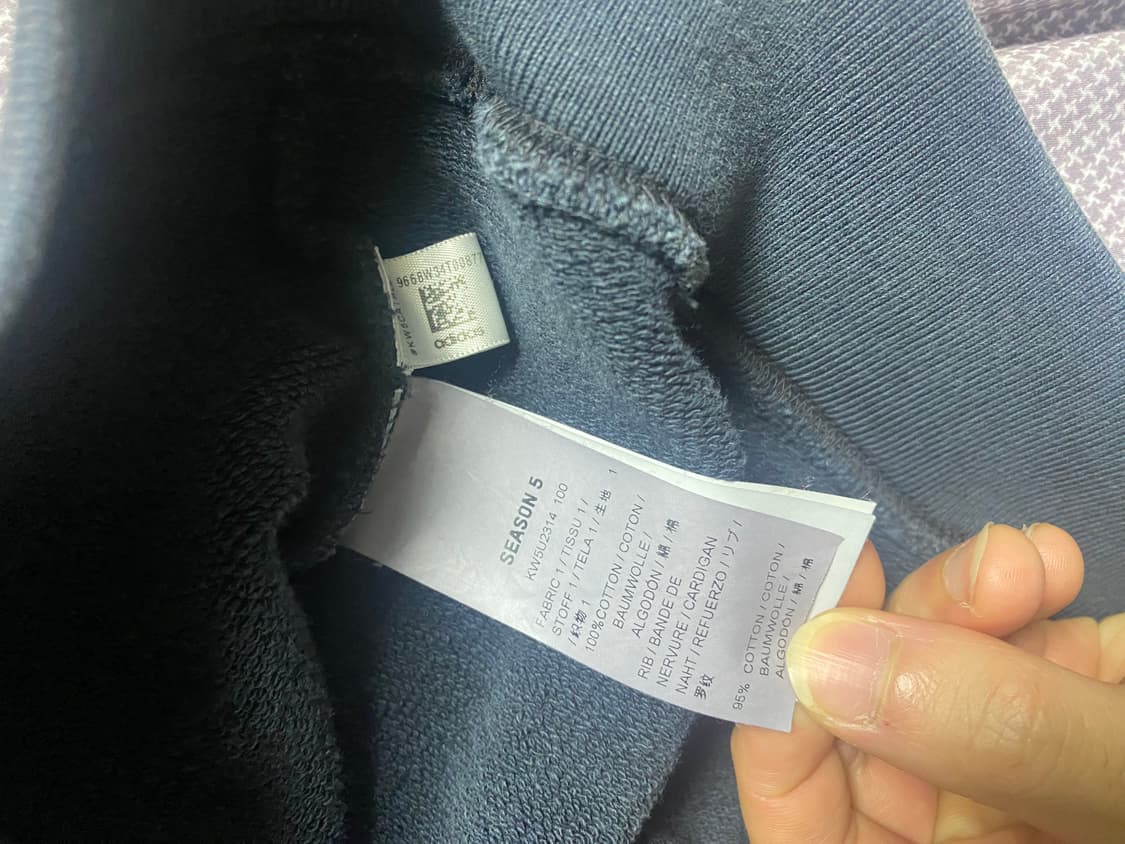 966BW34T00877
adidas
SEASON 5
KW5U2314 100
FABRIC 1 / TISSU 1 /
STOFF 1 / TELA 1 / 生地 1
/ 织物 1
100% COTTON / COTON /
BAUMWOLLE /
ALGODÓN / 綿 / 棉
RIB / BANDE DE
NERVURE / CARDIGAN
NAHT / REFUERZO / リブ /
罗纹
95% COTTON / COTON /
BAUMWOLLE /
ALGODÓN / 綿 / 棉